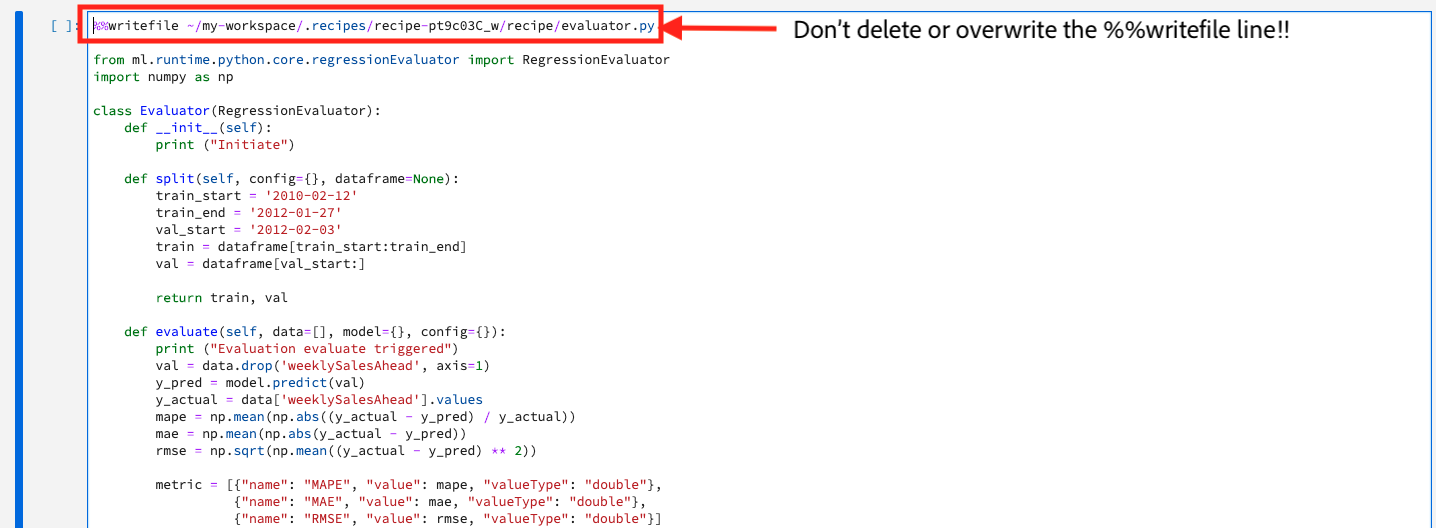 [ ]: %%writefile ~/my-workspace/.recipes/recipe-pt9c03C_w/recipe/evaluator.py
Don't delete or overwrite the %%writefile line!!
from ml.runtime.python.core.regressionEvaluator import RegressionEvaluator
import numpy as np

class Evaluator(RegressionEvaluator):
    def __init__(self):
        print ("Initiate")

    def split(self, config={}, dataframe=None):
        train_start = '2010-02-12'
        train_end = '2012-01-27'
        val_start = '2012-02-03'
        train = dataframe[train_start:train_end]
        val = dataframe[val_start:]

        return train, val

    def evaluate(self, data=[], model={}, config={}):
        print ("Evaluation evaluate triggered")
        val = data.drop('weeklySalesAhead', axis=1)
        y_pred = model.predict(val)
        y_actual = data['weeklySalesAhead'].values
        mape = np.mean(np.abs((y_actual - y_pred) / y_actual))
        mae = np.mean(np.abs(y_actual - y_pred))
        rmse = np.sqrt(np.mean((y_actual - y_pred) ** 2))

        metric = [{"name": "MAPE", "value": mape, "valueType": "double"},
                  {"name": "MAE", "value": mae, "valueType": "double"},
                  {"name": "RMSE", "value": rmse, "valueType": "double"}]